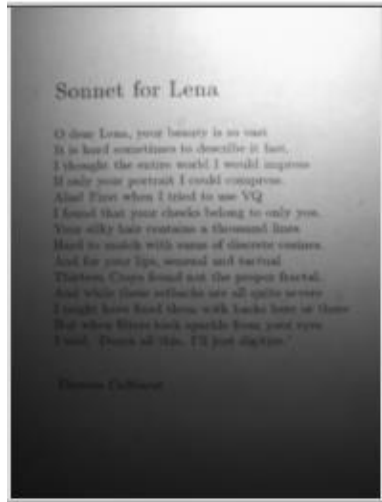 Sonnet for Lena
O dear Lena, your beauty is so vast
It is hard sometimes to describe it fast.
I thought the entire world I would impress
If only your portrait I could compress.
Alas! First when I tried to use VQ
I found that your cheeks belong to only you.
Your silky hair contains a thousand lines
Hard to match with sums of discrete cosines.
And for your lips, sensual and tactual
Thirteen Crays found not the proper fractal.
And while these setbacks are all quite severe
I might have fixed them with hacks here or there
But when filters took sparkle from your eyes
I said, 'Damn all this. I'll just digitize.'
Thomas Colthurst